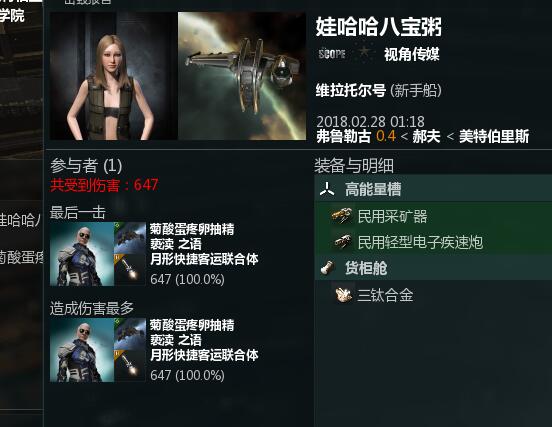 击毁报告
学院
娃哈哈八宝粥
SCOPE 视角传媒
维拉托尔号 (新手船)
2018.02.28 01:18
弗鲁勒古 0.4 < 郝夫 < 美特伯里斯
参与者 (1)
共受到伤害：647
最后一击
菊酸蛋疼卵抽精
亵渎 之语
月形快捷客运联合体
647 (100.0%)
造成伤害最多
菊酸蛋疼卵抽精
亵渎 之语
月形快捷客运联合体
647 (100.0%)
装备与明细
高能量槽
民用采矿器
民用轻型电子疾速炮
货柜舱
三钛合金
娃哈哈
菊酸蛋疼